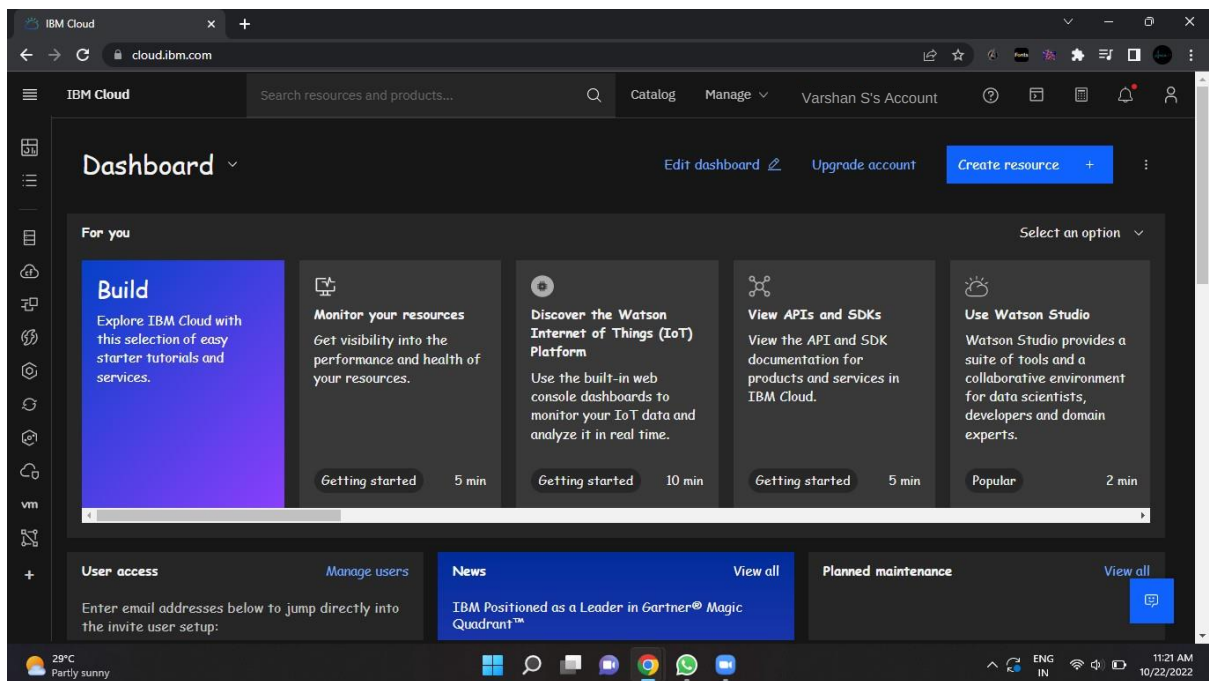 IBM Cloud
cloud.ibm.com
Fonts
IBM Cloud
Search resources and products...
Catalog
Manage
Varshan S's Account
Dashboard
Edit dashboard
Upgrade account
Create resource +
For you
Select an option
Build
Explore IBM Cloud with
this selection of easy
starter tutorials and
services.
Monitor your resources
Get visibility into the
performance and health of
your resources.
Getting started 5 min
Discover the Watson
Internet of Things (IoT)
Platform
Use the built-in web
console dashboards to
monitor your IoT data and
analyze it in real time.
Getting started 10 min
View APIs and SDKs
View the API and SDK
documentation for
products and services in
IBM Cloud.
Getting started 5 min
Use Watson Studio
Watson Studio provides a
suite of tools and a
collaborative environment
for data scientists,
developers and domain
experts.
Popular 2 min
vm
User access
Manage users
Enter email addresses below to jump directly into
the invite user setup:
News
View all
IBM Positioned as a Leader in Gartner® Magic
Quadrant™
Planned maintenance
View all
29°C
Partly sunny
ENG
IN
11:21 AM
10/22/2022